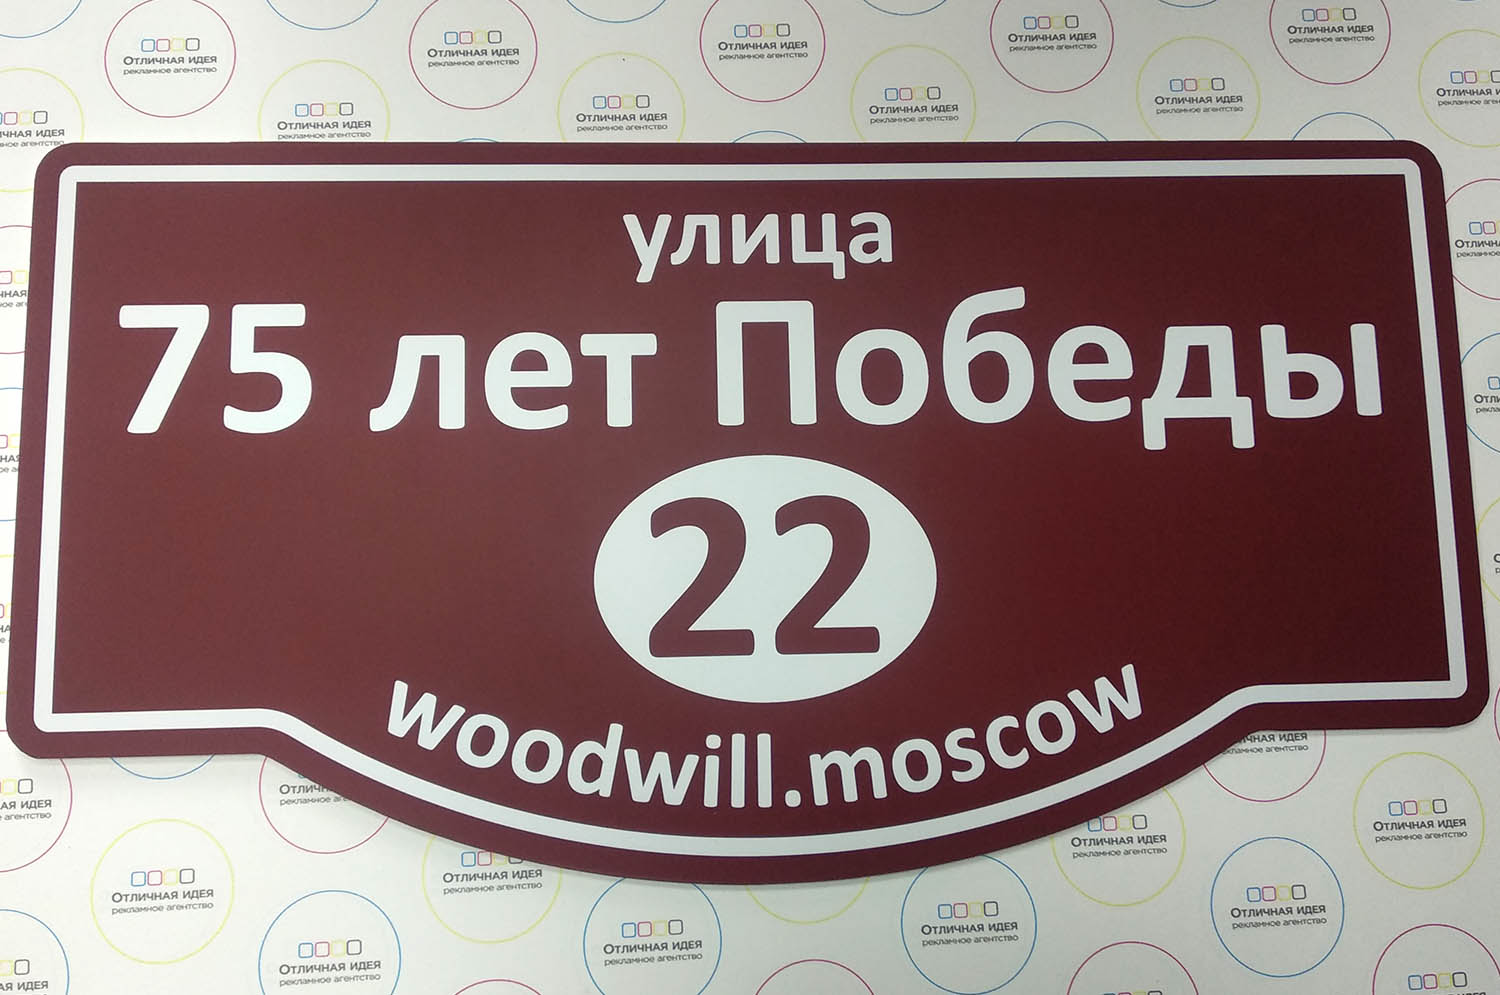 ОТЛИЧНАЯ ИДЕЯ
рекламное агентство
улица
75 лет Победы
22
woodwill.moscow